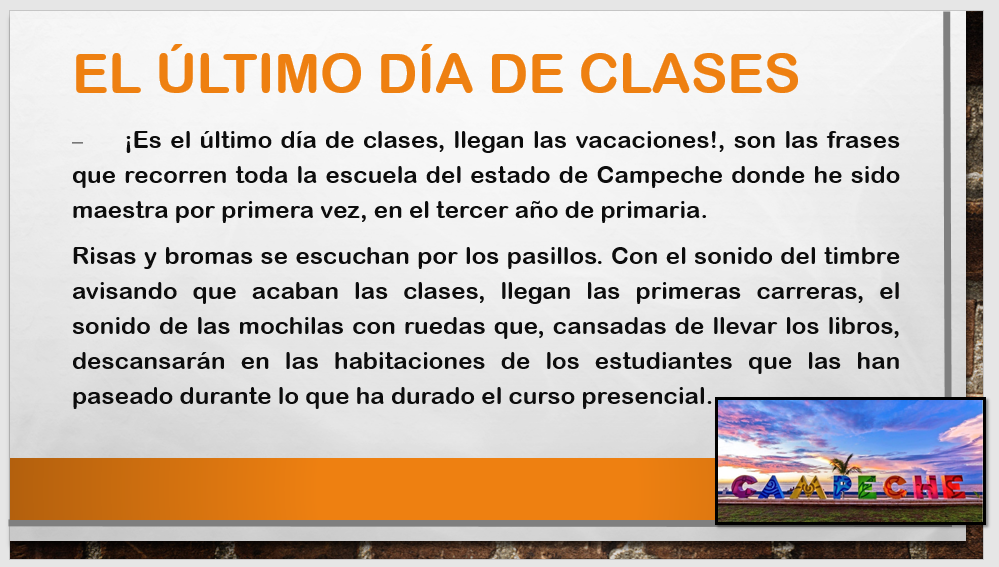 EL ÚLTIMO DÍA DE CLASES
– ¡Es el último día de clases, llegan las vacaciones!, son las frases
que recorren toda la escuela del estado de Campeche donde he sido
maestra por primera vez, en el tercer año de primaria.
Risas y bromas se escuchan por los pasillos. Con el sonido del timbre
avisando que acaban las clases, llegan las primeras carreras, el
sonido de las mochilas con ruedas que, cansadas de llevar los libros,
descansarán en las habitaciones de los estudiantes que las han
paseado durante lo que ha durado el curso presencial.
CAMPECHE